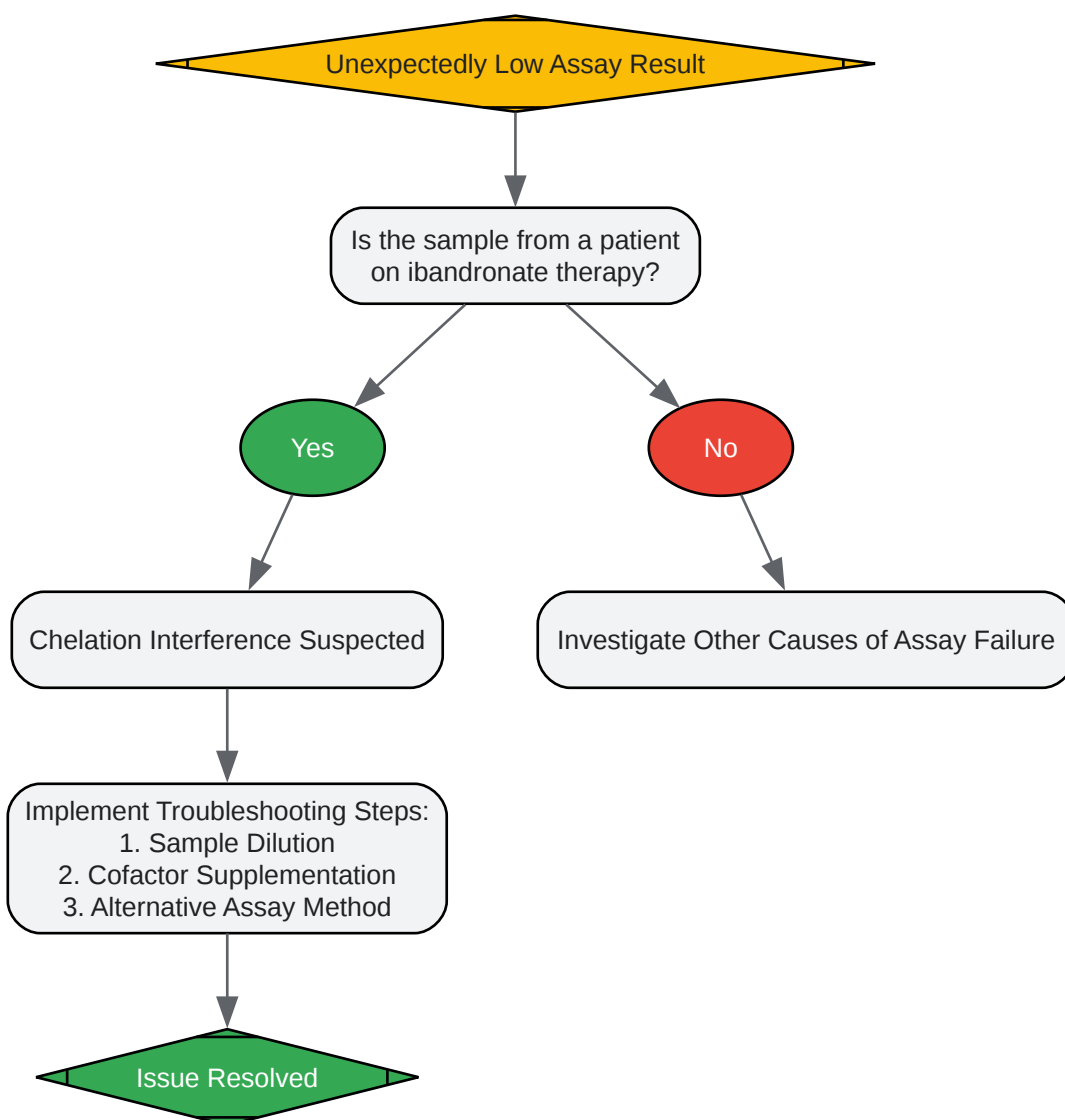 Unexpectedly Low Assay Result
Is the sample from a patient
on ibandronate therapy?
Yes
No
Chelation Interference Suspected
Investigate Other Causes of Assay Failure
Implement Troubleshooting Steps:
1. Sample Dilution
2. Cofactor Supplementation
3. Alternative Assay Method
Issue Resolved